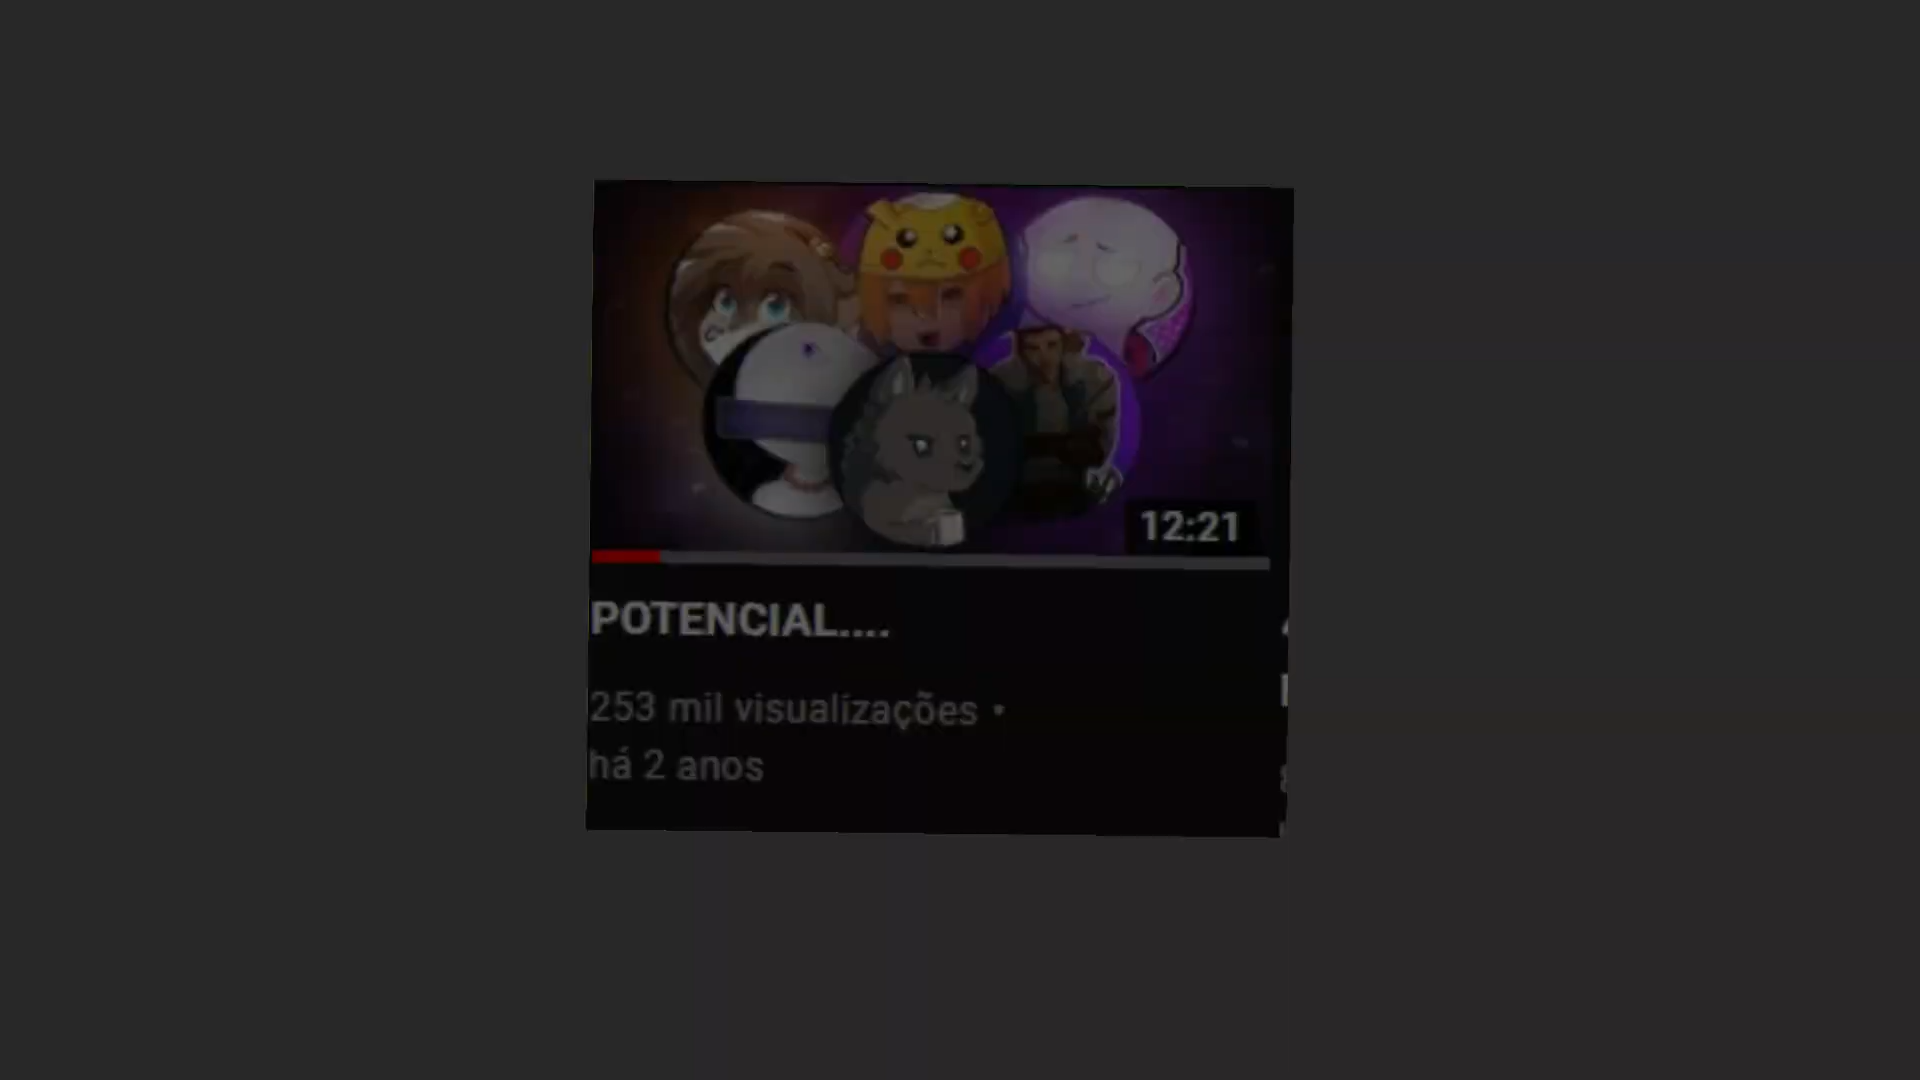 12:21
POTENCIAL....
253 mil visualizações •
há 2 anos